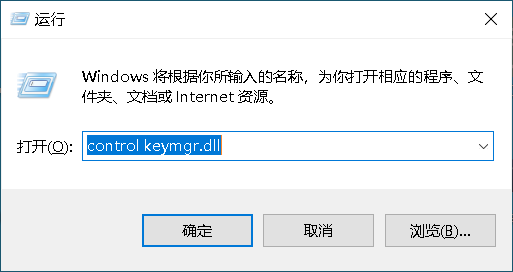 运行
Windows 将根据你所输入的名称，为你打开相应的程序、文
件夹、文档或 Internet 资源。
打开(O): control keymgr.dll
确定 取消 浏览(B)...